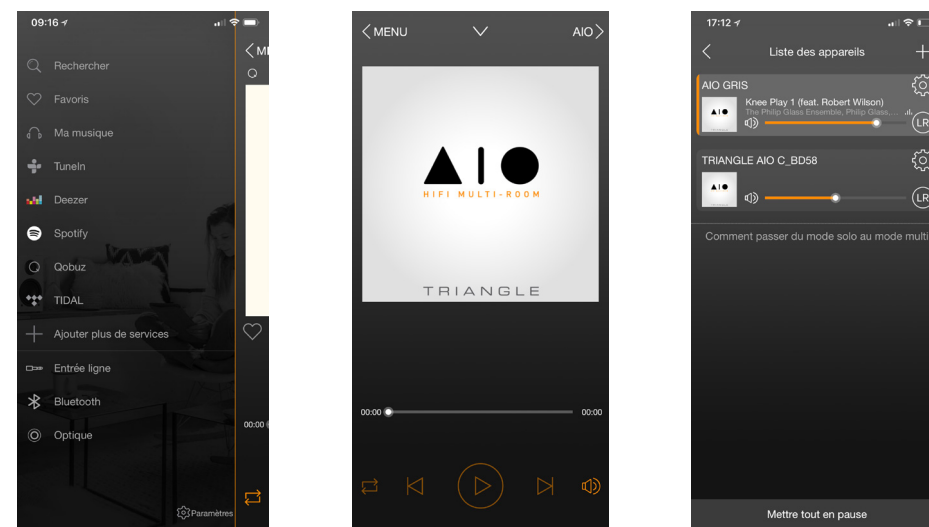 09:16
Rechercher
Favoris
Ma musique
TuneIn
Deezer
Spotify
Qobuz
TIDAL
Ajouter plus de services
Entrée ligne
Bluetooth
Optique
Paramètres
ME
00:00
MENU
AIO
AIO
HIFI MULTI-ROOM
TRIANGLE
00:00
00:00
17:12
Liste des appareils
AIO GRIS
AIO
Knee Play 1 (feat. Robert Wilson)
The Philip Glass Ensemble, Philip Glass,...
LR
TRIANGLE AIO C_BD58
AIO
LR
Comment passer du mode solo au mode multi
Mettre tout en pause